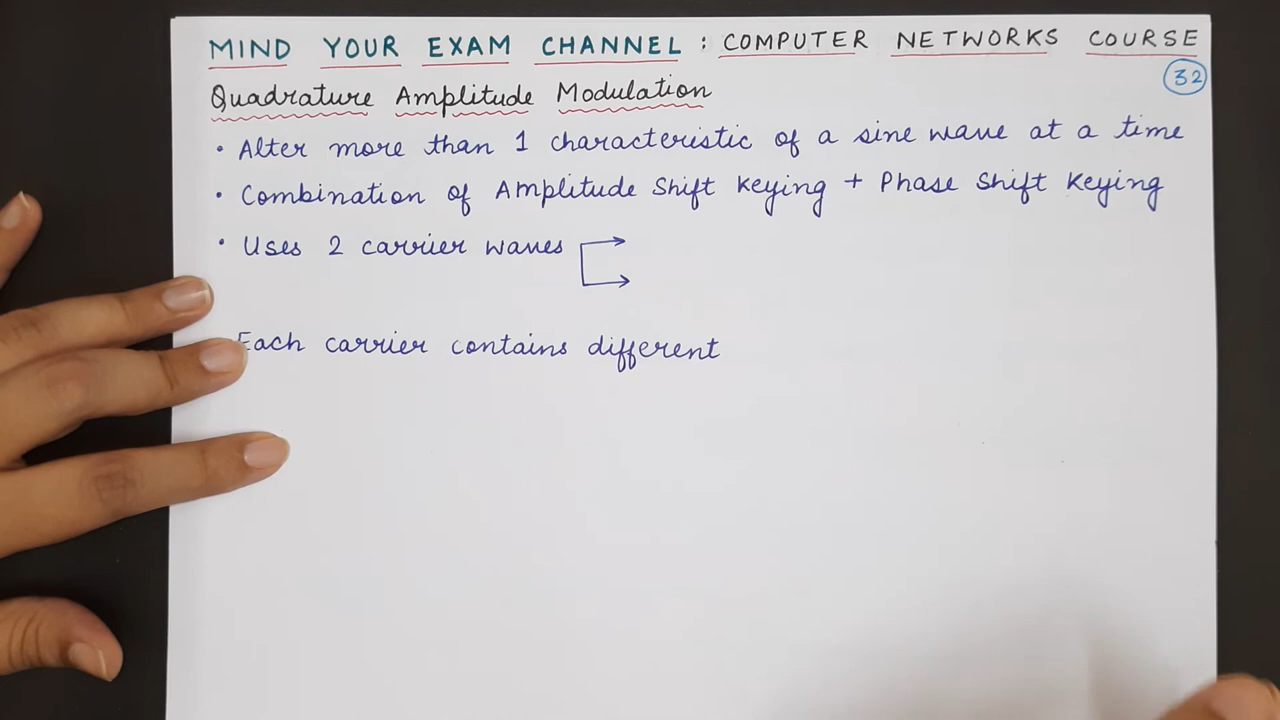 MIND YOUR EXAM CHANNEL : COMPUTER NETWORKS COURSE
32
Quadrature Amplitude Modulation
• Alter more than 1 characteristic of a sine wave at a time
• Combination of Amplitude Shift Keying + Phase Shift Keying
• Uses 2 carrier waves
Each carrier contains different